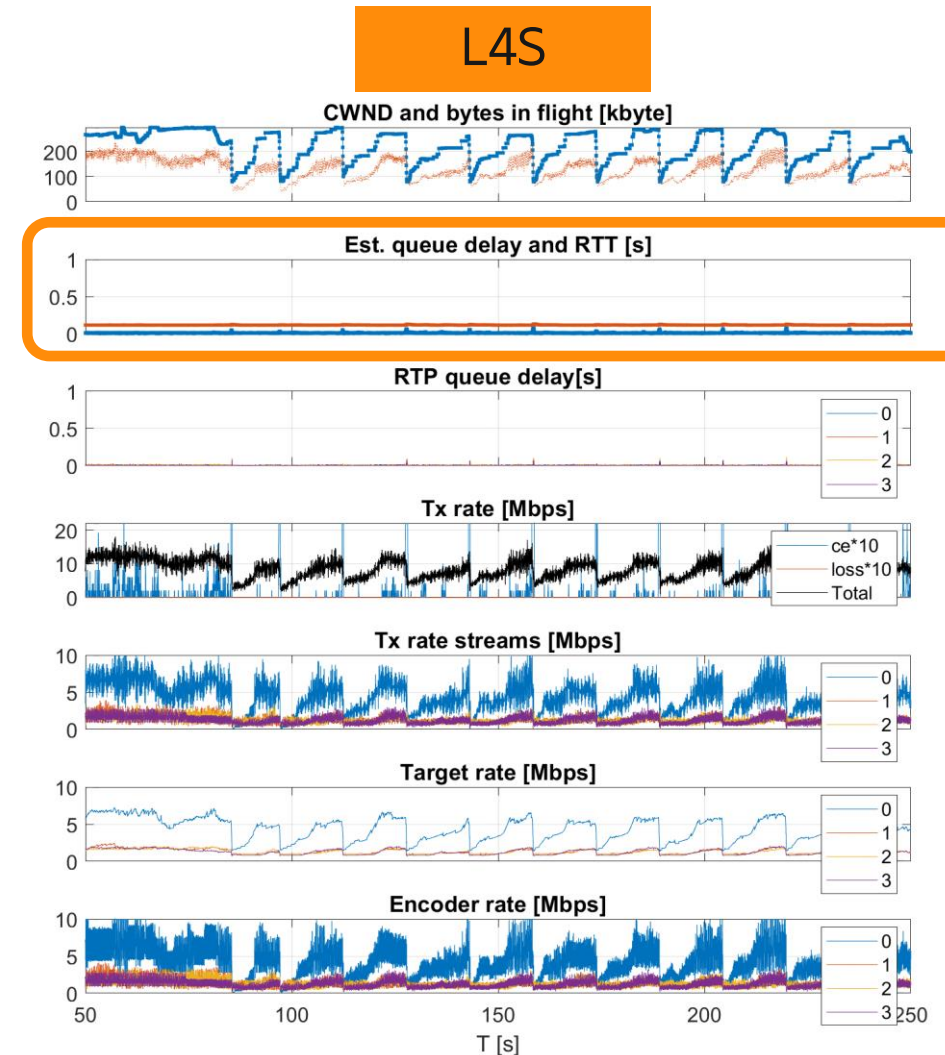 L4S
CWND and bytes in flight [kbyte]
200
100
0
Est. queue delay and RTT [s]
1
0.5
0
RTP queue delay[s]
1
0.5
0
0
1
2
3
Tx rate [Mbps]
20
10
0
ce*10
loss*10
Total
Tx rate streams [Mbps]
10
5
0
0
1
2
3
Target rate [Mbps]
10
5
0
0
1
2
3
Encoder rate [Mbps]
10
5
0
0
1
2
3
50 100 150 200 250
T [s]